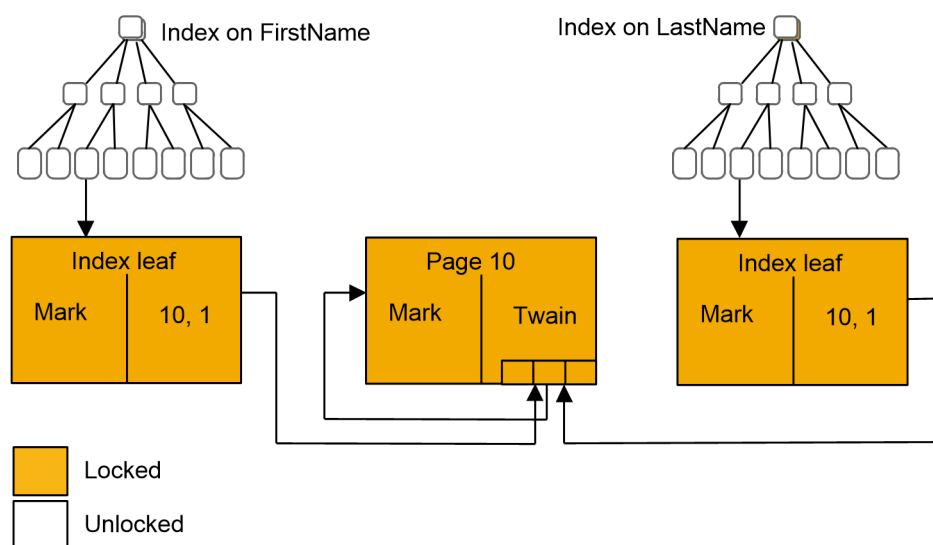 Index on FirstName
Index on LastName
Index leaf
Mark
10, 1
Page 10
Mark
Twain
Index leaf
Mark
10, 1
Locked
Unlocked